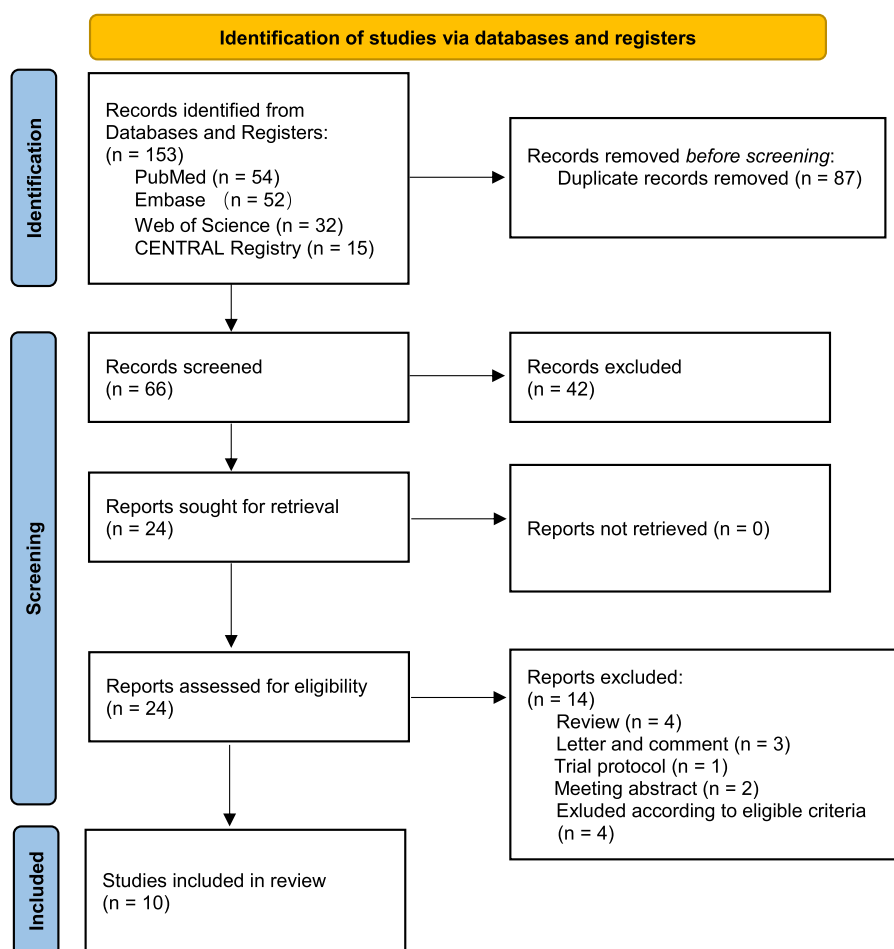 Identification of studies via databases and registers
Identification
Records identified from
Databases and Registers:
(n = 153)
PubMed (n = 54)
Embase （n = 52）
Web of Science (n = 32)
CENTRAL Registry (n = 15)
Records removed before screening:
Duplicate records removed (n = 87)
Screening
Records screened
(n = 66)
Records excluded
(n = 42)
Reports sought for retrieval
(n = 24)
Reports not retrieved (n = 0)
Reports assessed for eligibility
(n = 24)
Reports excluded:
(n = 14)
Review (n = 4)
Letter and comment (n = 3)
Trial protocol (n = 1)
Meeting abstract (n = 2)
Exluded according to eligible criteria
(n = 4)
Included
Studies included in review
(n = 10)